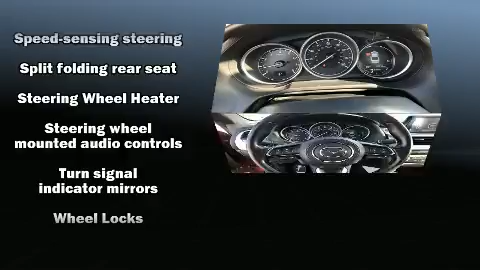 Speed-sensing steering
Split folding rear seat
Steering Wheel Heater
Steering wheel
mounted audio controls
Turn signal
indicator mirrors
Wheel Locks